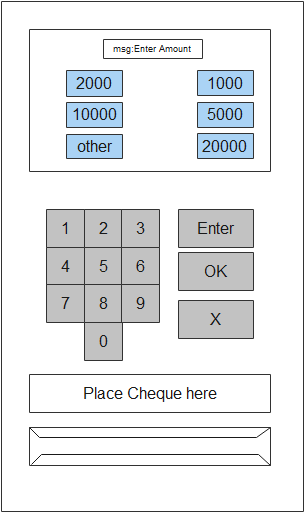 msg:Enter Amount
2000 1000
10000 5000
other 20000
1 2 3 Enter
4 5 6 OK
7 8 9 X
0
Place Cheque here